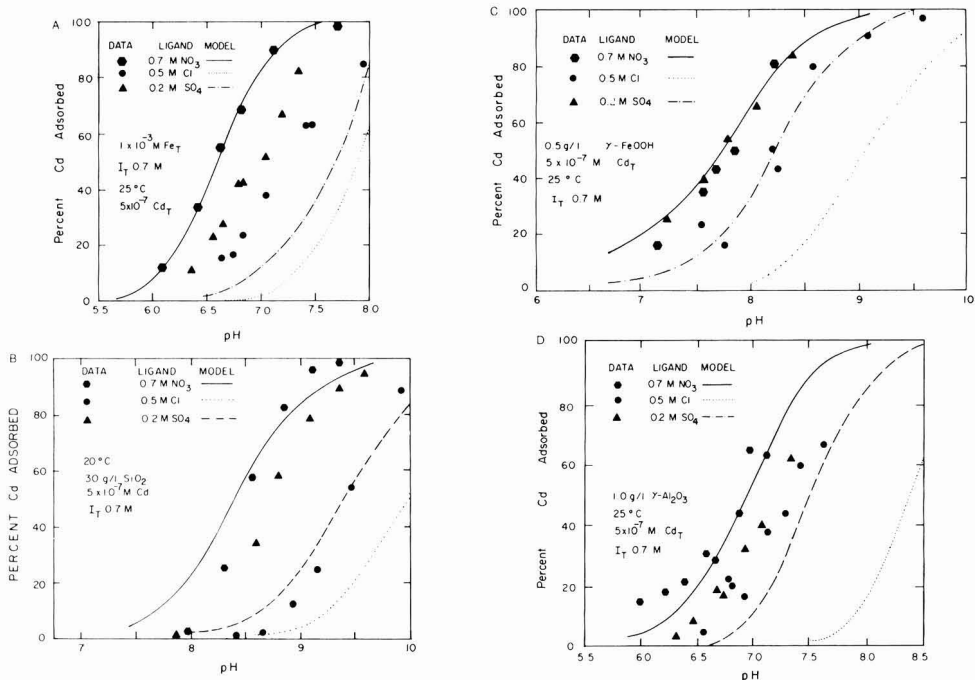 A
DATA LIGAND MODEL
0.7 M NO3
0.5 M Cl
0.2 M SO4
1 x 10^-3 M FeT
IT 0.7 M
25 °C
5x10^-7 CdT
Percent Cd Adsorbed
100
80
60
40
20
0
5.5 6.0 6.5 7.0 7.5 8.0
pH
C
DATA LIGAND MODEL
0.7 M NO3
0.5 M Cl
0.2 M SO4
0.5 g/l γ-FeOOH
5 x 10^-7 M CdT
25 °C
IT 0.7 M
Percent Cd Adsorbed
100
80
60
40
20
0
6 7 8 9 10
pH
B
DATA LIGAND MODEL
0.7 M NO3
0.5 M Cl
0.2 M SO4
20 °C
30 g/l SiO2
5 x 10^-7 M Cd
IT 0.7 M
PERCENT Cd ADSORBED
100
80
60
40
20
0
7 8 9 10
pH
D
DATA LIGAND MODEL
0.7 M NO3
0.5 M Cl
0.2 M SO4
1.0 g/l γ-Al2O3
25 °C
5x10^-7 M CdT
IT 0.7 M
Percent Cd Adsorbed
100
80
60
40
20
0
5.5 6.0 6.5 7.0 7.5 8.0 8.5
pH